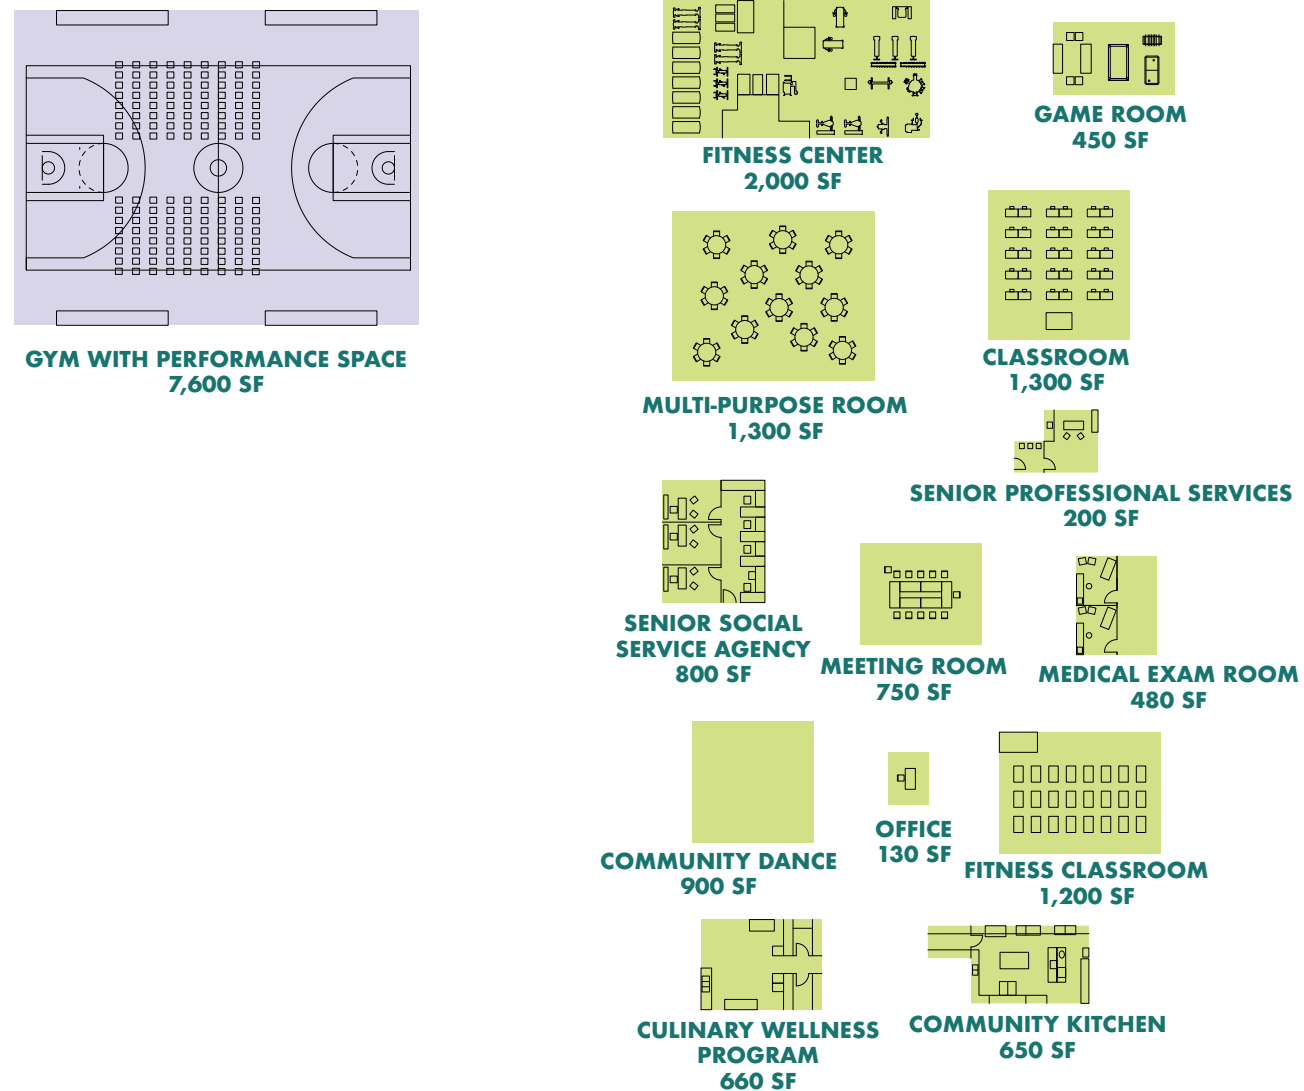 FITNESS CENTER
2,000 SF
GAME ROOM
450 SF
GYM WITH PERFORMANCE SPACE
7,600 SF
MULTI-PURPOSE ROOM
1,300 SF
CLASSROOM
1,300 SF
SENIOR PROFESSIONAL SERVICES
200 SF
SENIOR SOCIAL
SERVICE AGENCY
800 SF
MEETING ROOM
750 SF
MEDICAL EXAM ROOM
480 SF
COMMUNITY DANCE
900 SF
OFFICE
130 SF
FITNESS CLASSROOM
1,200 SF
CULINARY WELLNESS
PROGRAM
660 SF
COMMUNITY KITCHEN
650 SF